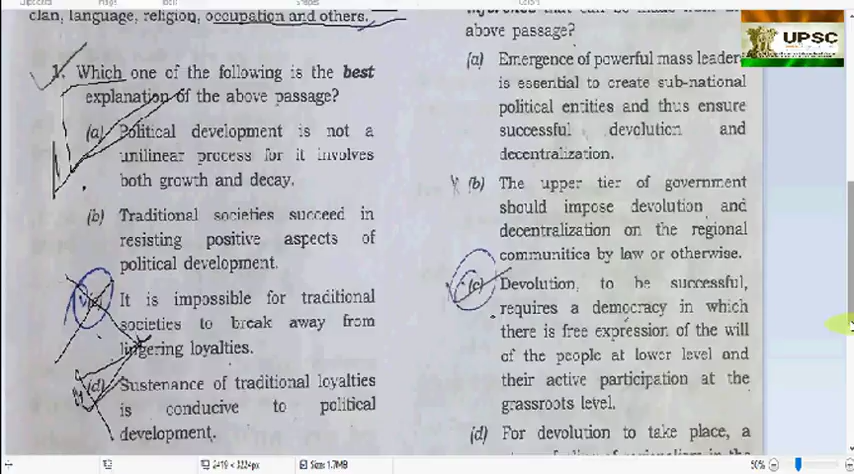 clan, language, religion, occupation and others.
1. Which one of the following is the best
explanation of the above passage?
(a) Political development is not a
unilinear process for it involves
both growth and decay.
(b) Traditional societies succeed in
resisting positive aspects of
political development.
It is impossible for traditional
societies to break away from
lingering loyalties.
(d) Sustenance of traditional loyalties
is conducive to political
development.
above passage?
(a) Emergence of powerful mass leaders
is essential to create sub-national
political entities and thus ensure
successful devolution and
decentralization.
(b) The upper tier of government
should impose devolution and
decentralization on the regional
communities by law or otherwise.
(c) Devolution, to be successful,
requires a democracy in which
there is free expression of the will
of the people at lower level and
their active participation at the
grassroots level.
(d) For devolution to take place, a
UPSC
2419 × 3224px
Size: 1.7MB
50%